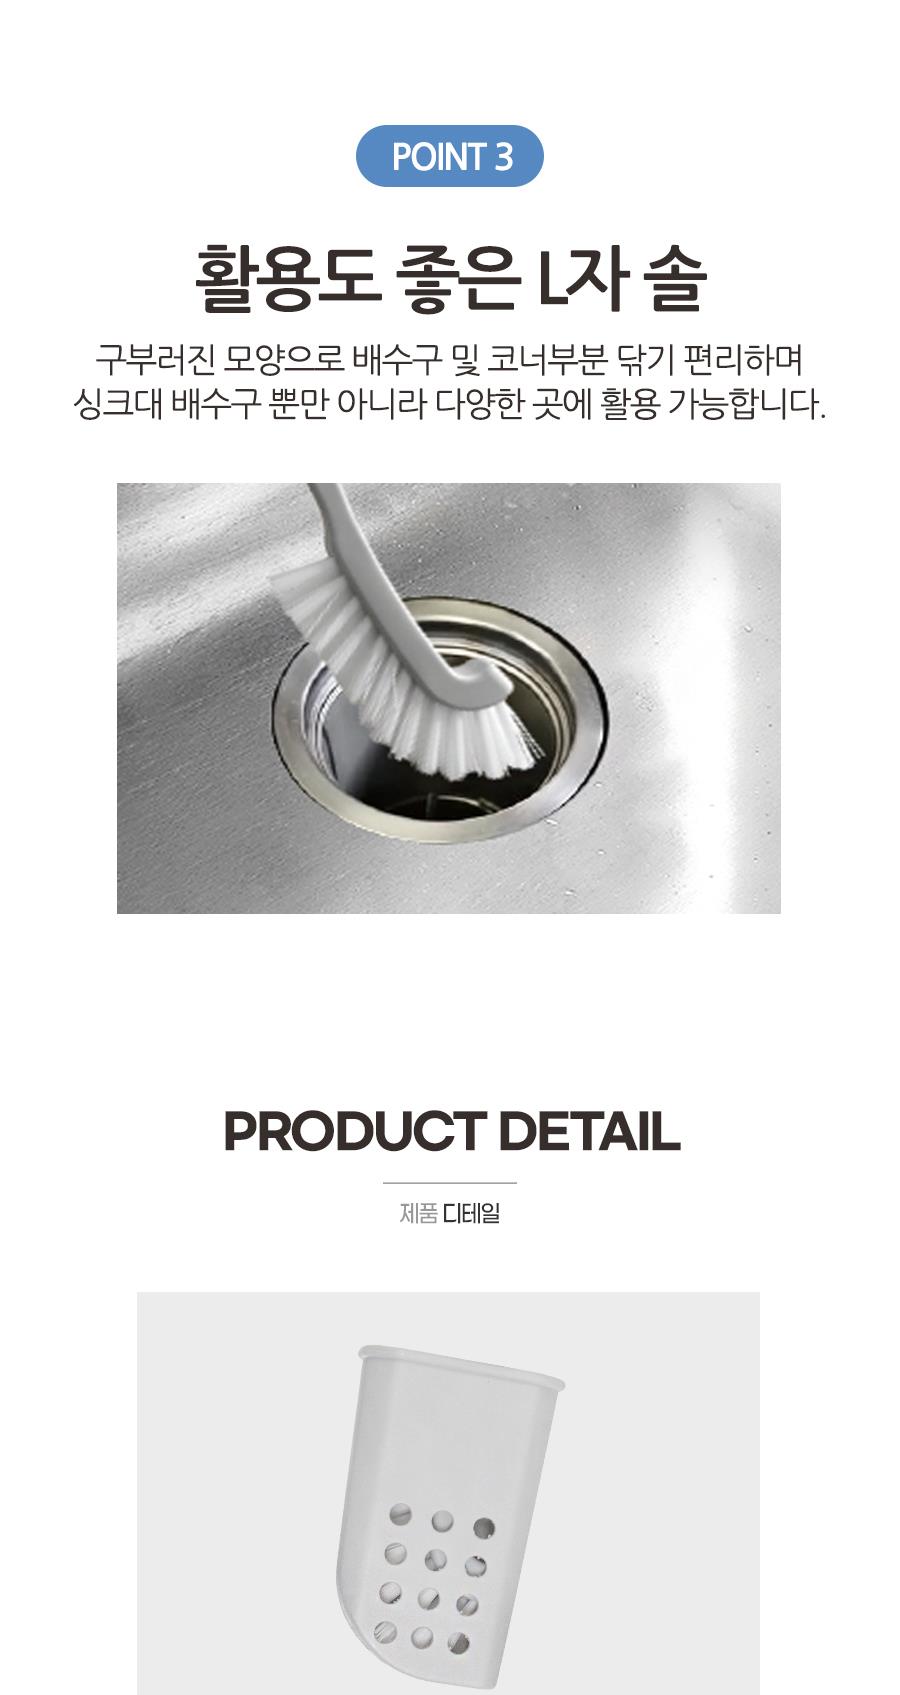 POINT 3
활용도 좋은 L자 솔
구부러진 모양으로 배수구 및 코너부분 닦기 편리하며
싱크대 배수구 뿐만 아니라 다양한 곳에 활용 가능합니다.
PRODUCT DETAIL
제품 디테일